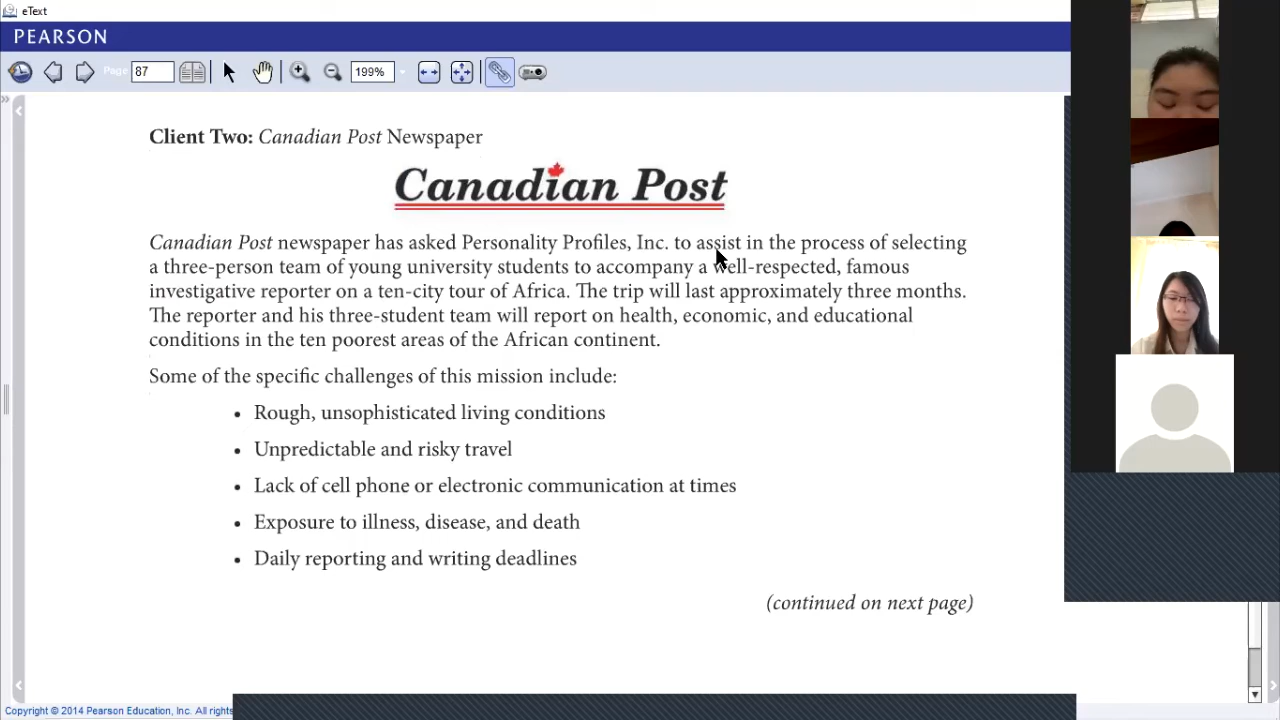 eText
PEARSON
Page 87 199%
Client Two: Canadian Post Newspaper
Canadian Post
Canadian Post newspaper has asked Personality Profiles, Inc. to assist in the process of selecting
a three-person team of young university students to accompany a well-respected, famous
investigative reporter on a ten-city tour of Africa. The trip will last approximately three months.
The reporter and his three-student team will report on health, economic, and educational
conditions in the ten poorest areas of the African continent.
Some of the specific challenges of this mission include:
• Rough, unsophisticated living conditions
• Unpredictable and risky travel
• Lack of cell phone or electronic communication at times
• Exposure to illness, disease, and death
• Daily reporting and writing deadlines
(continued on next page)
Copyright © 2014 Pearson Education, Inc. All rights